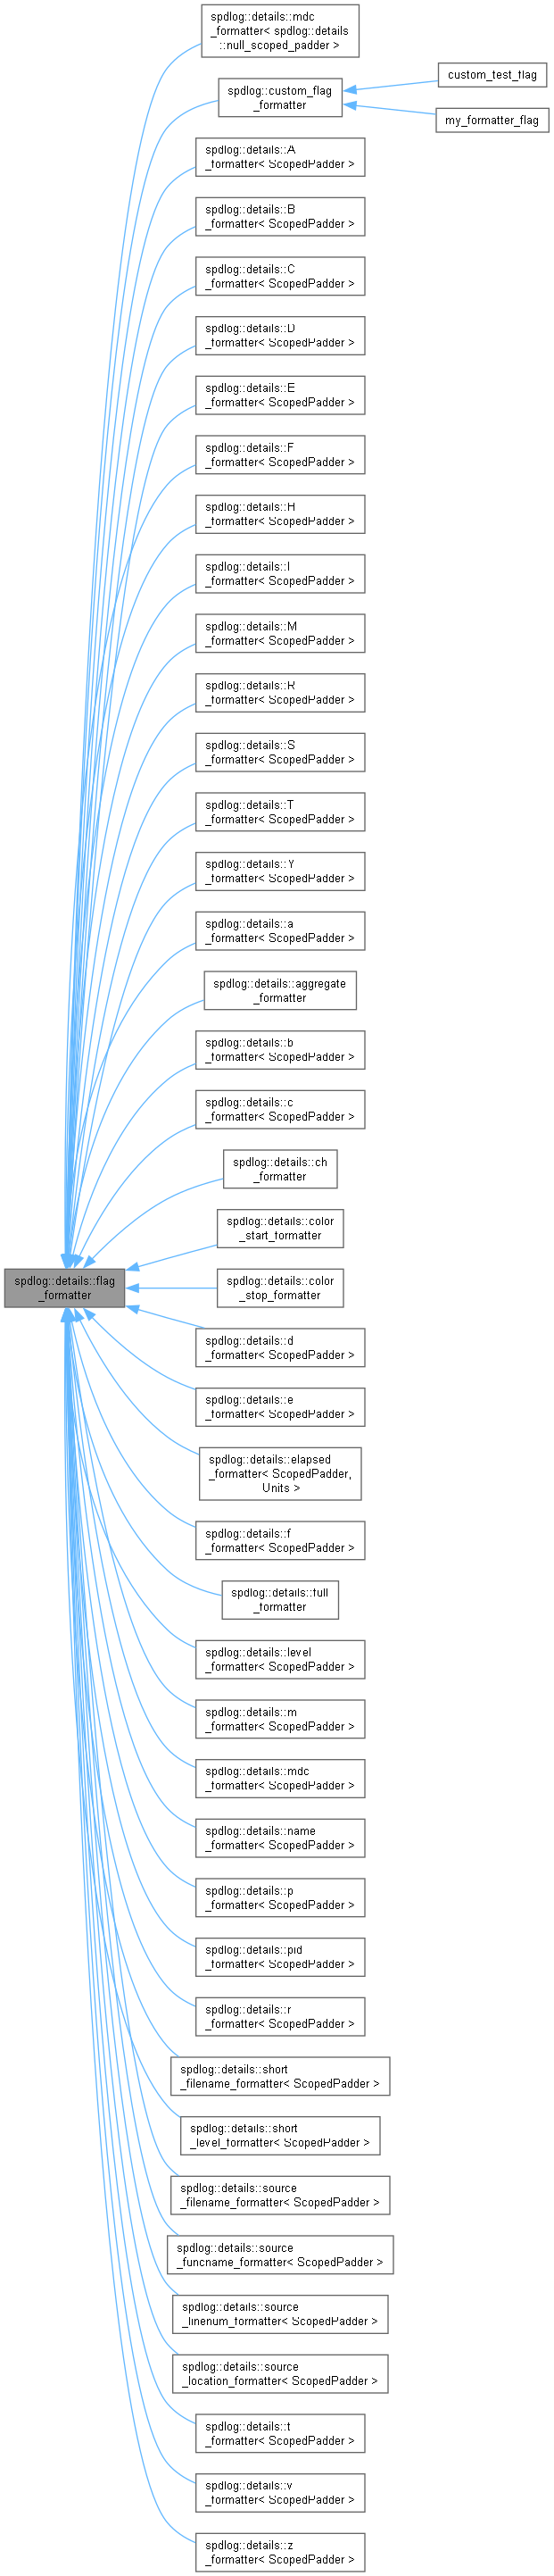 spdlog::details::mdc
_formatter< spdlog::details
::null_scoped_padder >
spdlog::custom_flag
_formatter
custom_test_flag
my_formatter_flag
spdlog::details::A
_formatter< ScopedPadder >
spdlog::details::B
_formatter< ScopedPadder >
spdlog::details::C
_formatter< ScopedPadder >
spdlog::details::D
_formatter< ScopedPadder >
spdlog::details::E
_formatter< ScopedPadder >
spdlog::details::F
_formatter< ScopedPadder >
spdlog::details::H
_formatter< ScopedPadder >
spdlog::details::I
_formatter< ScopedPadder >
spdlog::details::M
_formatter< ScopedPadder >
spdlog::details::R
_formatter< ScopedPadder >
spdlog::details::S
_formatter< ScopedPadder >
spdlog::details::T
_formatter< ScopedPadder >
spdlog::details::Y
_formatter< ScopedPadder >
spdlog::details::a
_formatter< ScopedPadder >
spdlog::details::aggregate
_formatter
spdlog::details::b
_formatter< ScopedPadder >
spdlog::details::c
_formatter< ScopedPadder >
spdlog::details::ch
_formatter
spdlog::details::color
_start_formatter
spdlog::details::flag
_formatter
spdlog::details::color
_stop_formatter
spdlog::details::d
_formatter< ScopedPadder >
spdlog::details::e
_formatter< ScopedPadder >
spdlog::details::elapsed
_formatter< ScopedPadder,
Units >
spdlog::details::f
_formatter< ScopedPadder >
spdlog::details::full
_formatter
spdlog::details::level
_formatter< ScopedPadder >
spdlog::details::m
_formatter< ScopedPadder >
spdlog::details::mdc
_formatter< ScopedPadder >
spdlog::details::name
_formatter< ScopedPadder >
spdlog::details::p
_formatter< ScopedPadder >
spdlog::details::pid
_formatter< ScopedPadder >
spdlog::details::r
_formatter< ScopedPadder >
spdlog::details::short
_filename_formatter< ScopedPadder >
spdlog::details::short
_level_formatter< ScopedPadder >
spdlog::details::source
_filename_formatter< ScopedPadder >
spdlog::details::source
_funcname_formatter< ScopedPadder >
spdlog::details::source
_linenum_formatter< ScopedPadder >
spdlog::details::source
_location_formatter< ScopedPadder >
spdlog::details::t
_formatter< ScopedPadder >
spdlog::details::v
_formatter< ScopedPadder >
spdlog::details::z
_formatter< ScopedPadder >